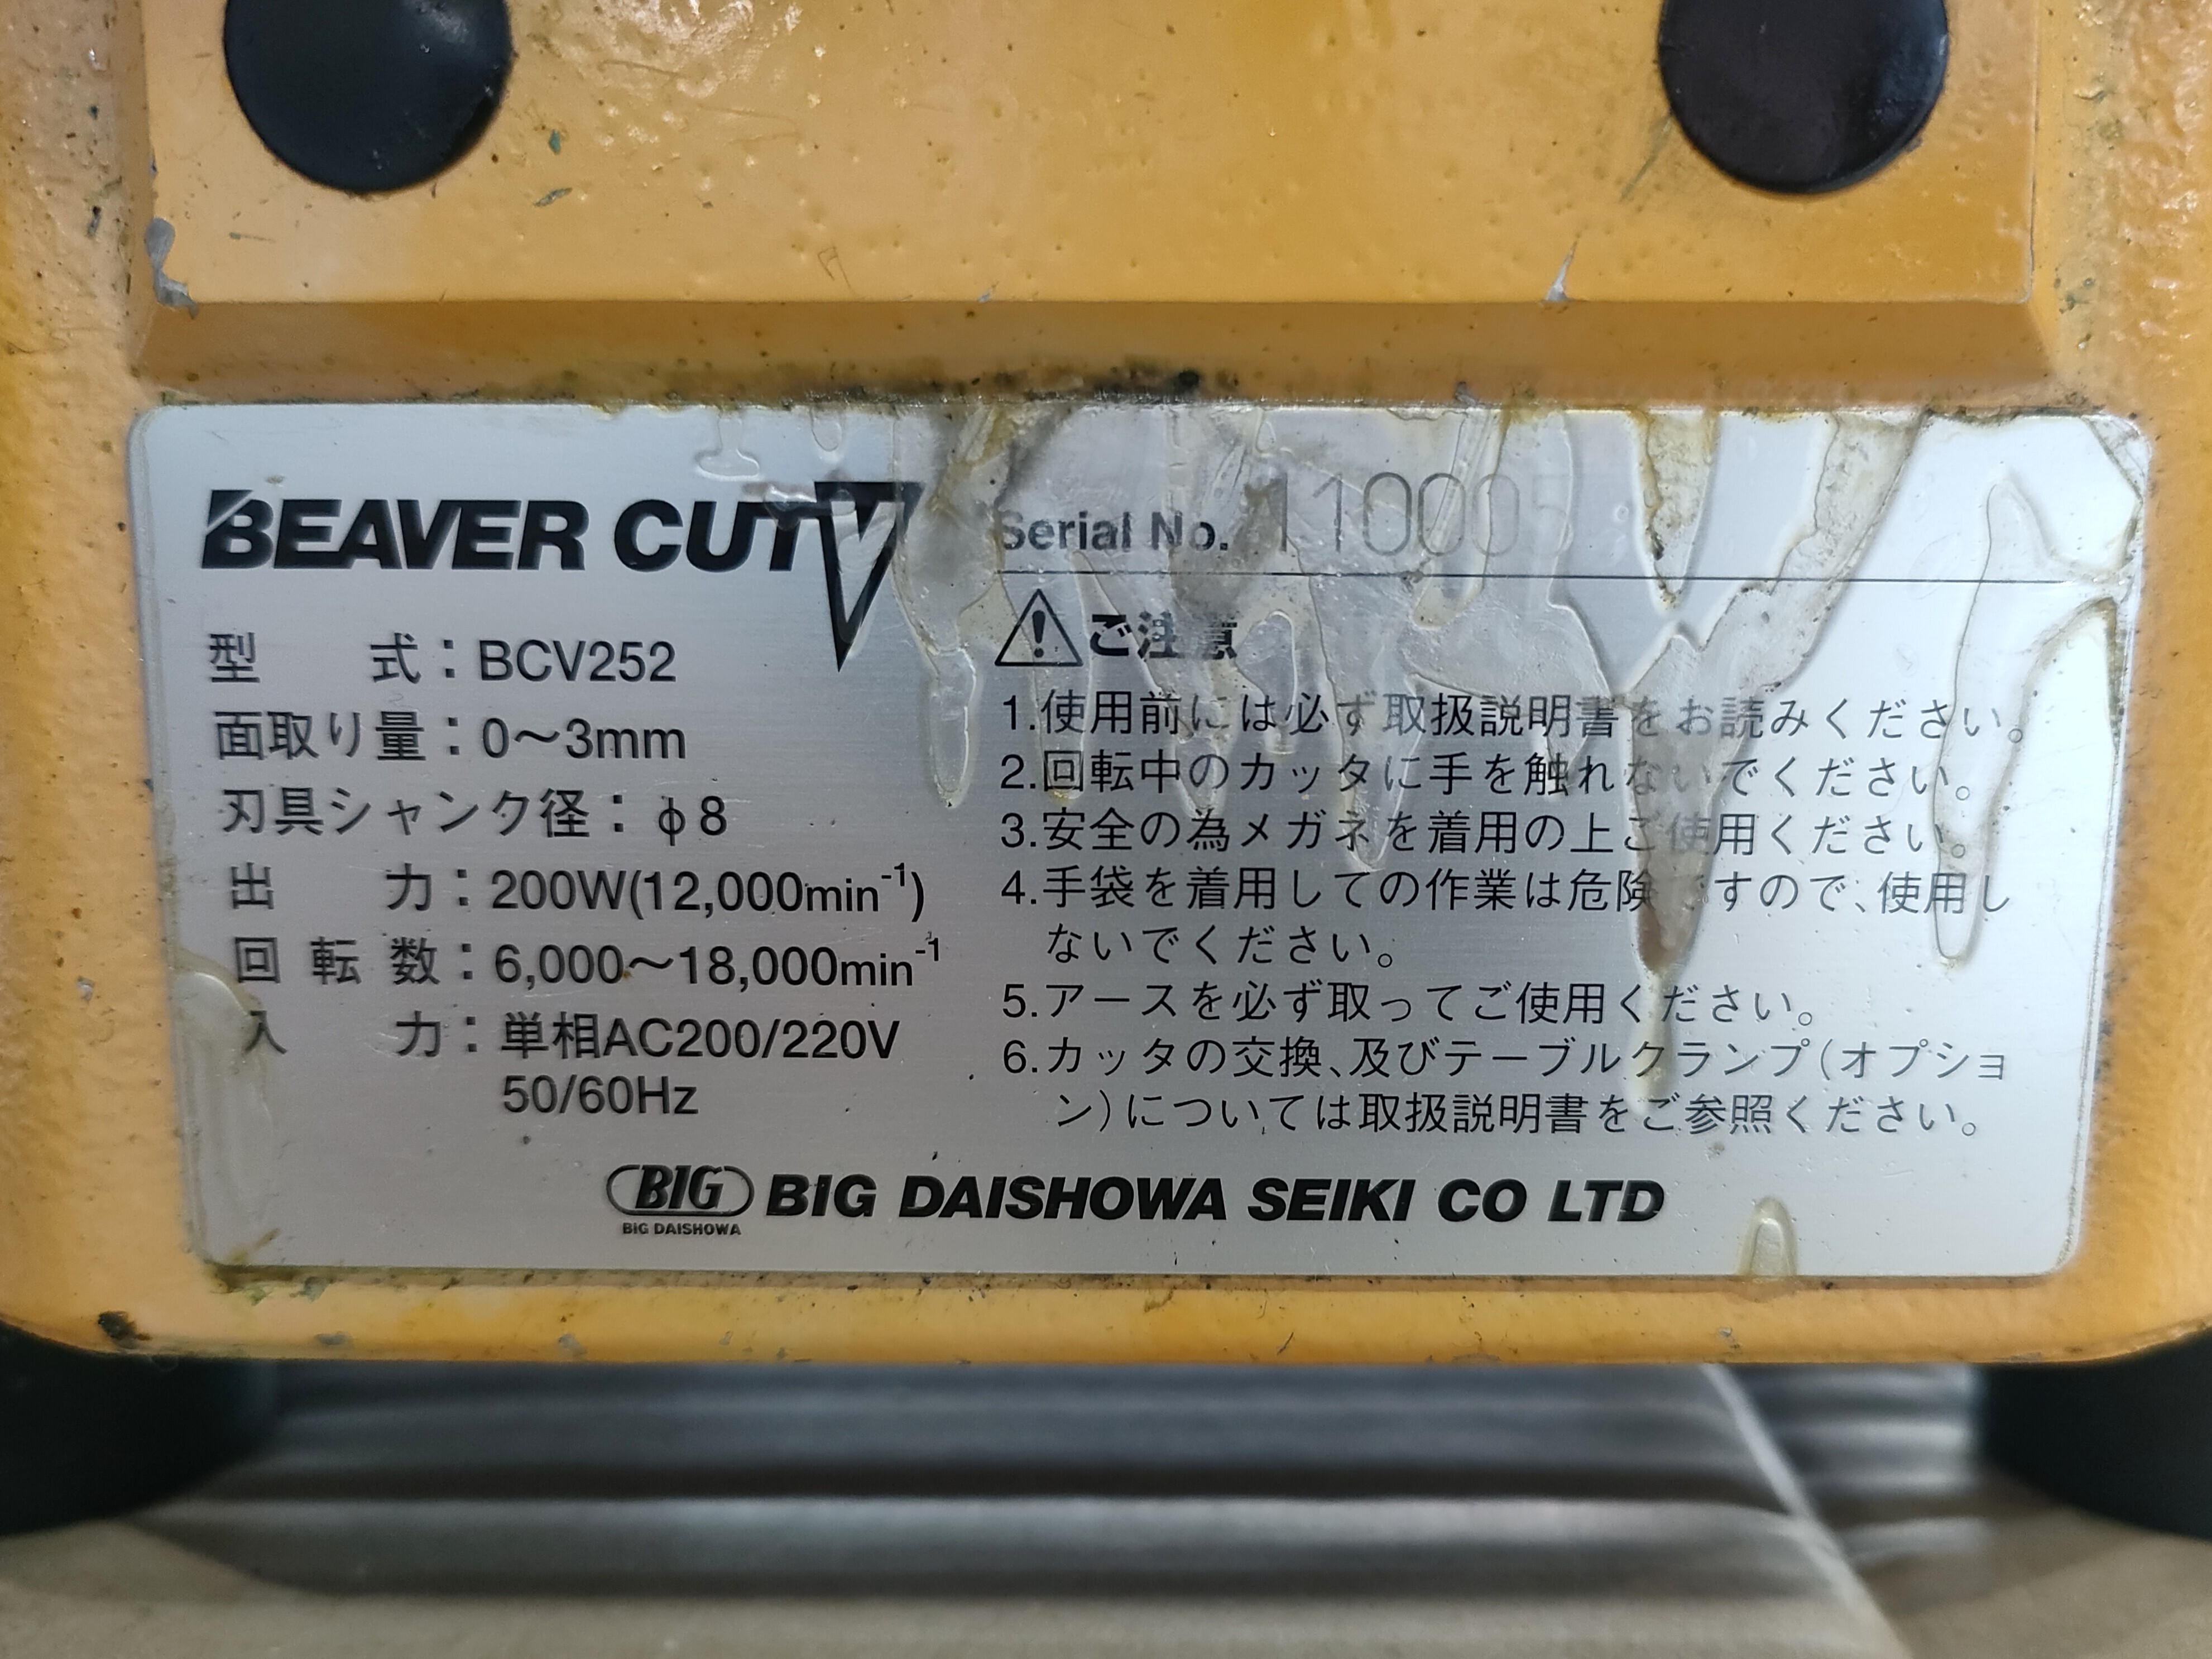 BEAVER CUT V
型式：BCV252
面取り量：0～3mm
刃具シャンク径：φ8
出力：200W(12,000min⁻¹)
回転数：6,000～18,000min⁻¹
入力：単相AC200/220V
50/60Hz
Serial No.
⚠ご注意
1.使用前には必ず取扱説明書をお読みください。
2.回転中のカッタに手を触れないでください。
3.安全の為メガネを着用の上ご使用ください。
4.手袋を着用しての作業は危険ですので、使用し
ないでください。
5.アースを必ず取ってご使用ください。
6.カッタの交換、及びテーブルクランプ(オプショ
ン)については取扱説明書をご参照ください。
BIG BIG DAISHOWA SEIKI CO LTD
BIG DAISHOWA